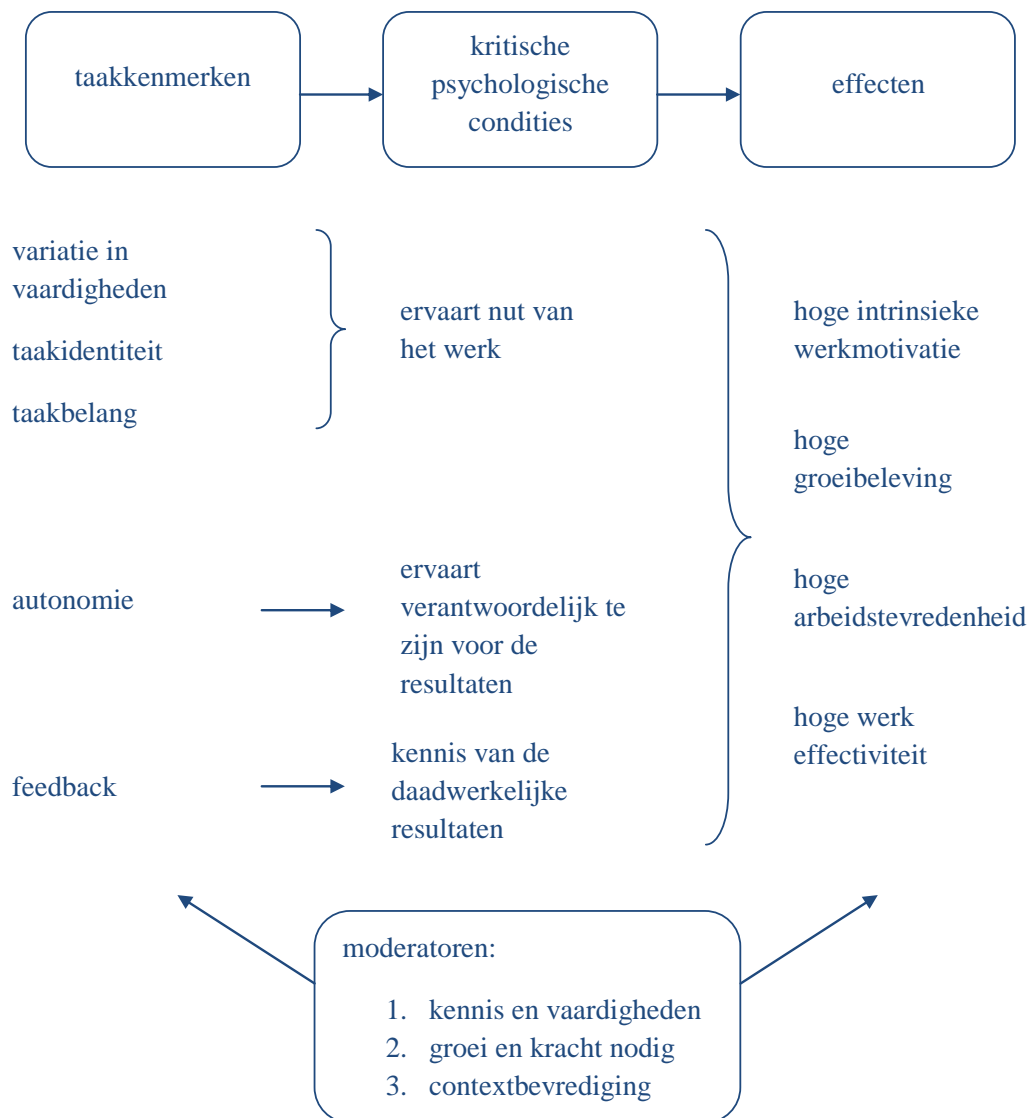 taakkenmerken
kritische
psychologische
condities
effecten
variatie in
vaardigheden
taakidentiteit
taakbelang
ervaart nut van
het werk
hoge intrinsieke
werkmotivatie
hoge
groeibeleving
autonomie
ervaart
verantwoordelijk te
zijn voor de
resultaten
hoge
arbeidstevredenheid
feedback
kennis van de
daadwerkelijke
resultaten
hoge werk
effectiviteit
moderatoren:
1. kennis en vaardigheden
2. groei en kracht nodig
3. contextbevrediging